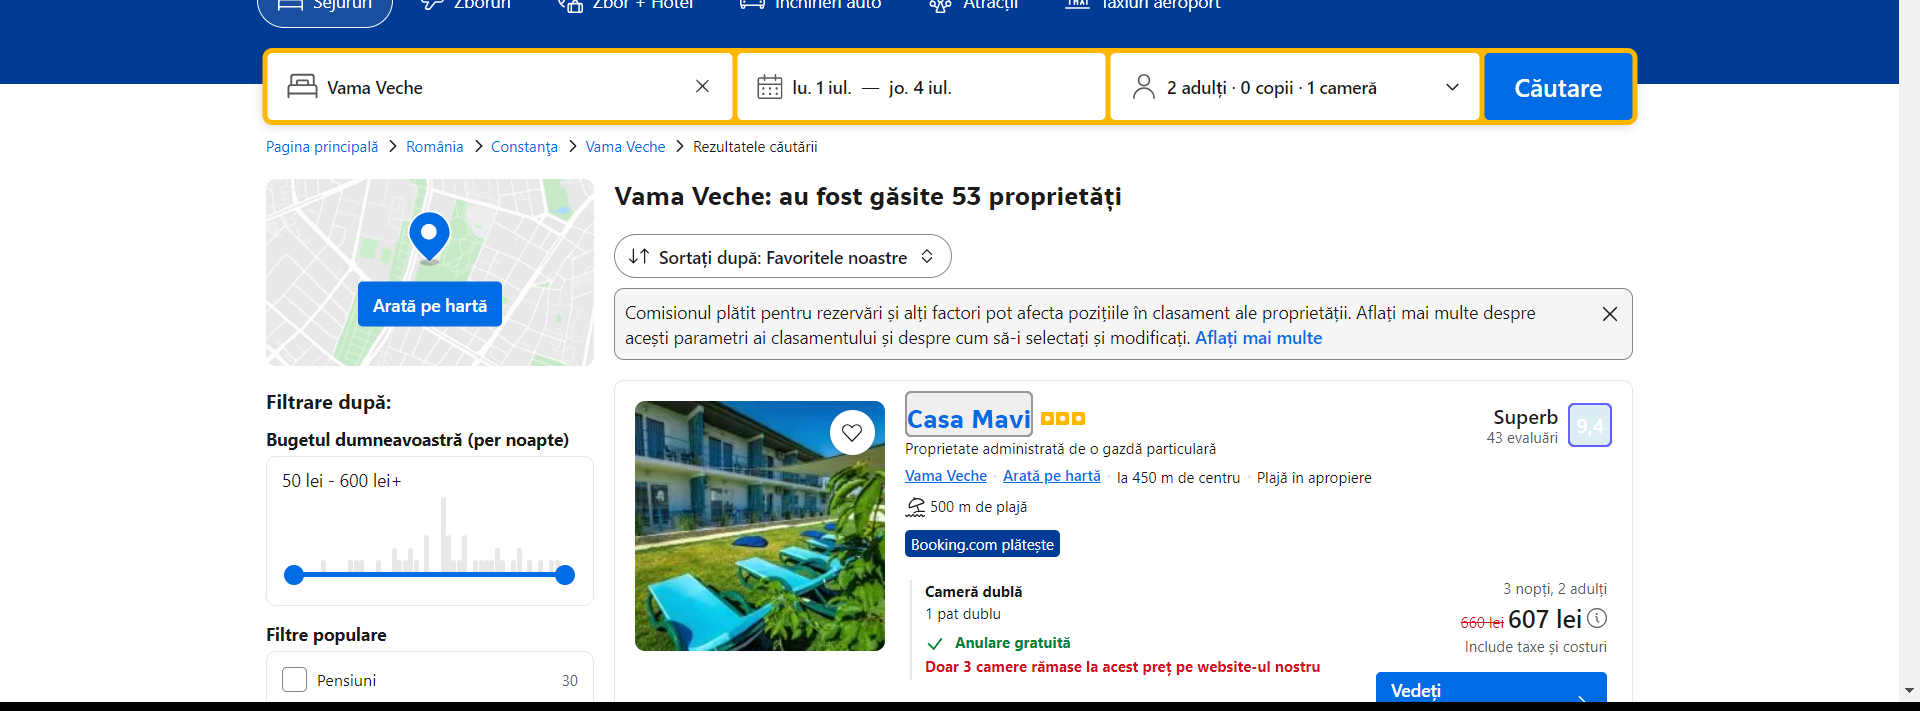 Sejururi
Zboruri
Zbor + Hotel
Închirieri auto
Atracții
Taxiuri aeroport
Vama Veche
lu. 1 iul. — jo. 4 iul.
2 adulți · 0 copii · 1 cameră
Căutare
Pagina principală > România > Constanţa > Vama Veche > Rezultatele căutării
Arată pe hartă
Filtrare după:
Bugetul dumneavoastră (per noapte)
50 lei - 600 lei+
Filtre populare
Pensiuni 30
Vama Veche: au fost găsite 53 proprietăți
Sortați după: Favoritele noastre
Comisionul plătit pentru rezervări și alți factori pot afecta pozițiile în clasament ale proprietății. Aflați mai multe despre
acești parametri ai clasamentului și despre cum să-i selectați și modificați. Aflați mai multe
Casa Mavi
Proprietate administrată de o gazdă particulară
Vama Veche · Arată pe hartă · la 450 m de centru · Plajă în apropiere
500 m de plajă
Booking.com plătește
Superb
43 evaluări
9,4
Cameră dublă
1 pat dublu
Anulare gratuită
Doar 3 camere rămase la acest preț pe website-ul nostru
3 nopți, 2 adulți
660 lei 607 lei
Include taxe și costuri
Vedeți